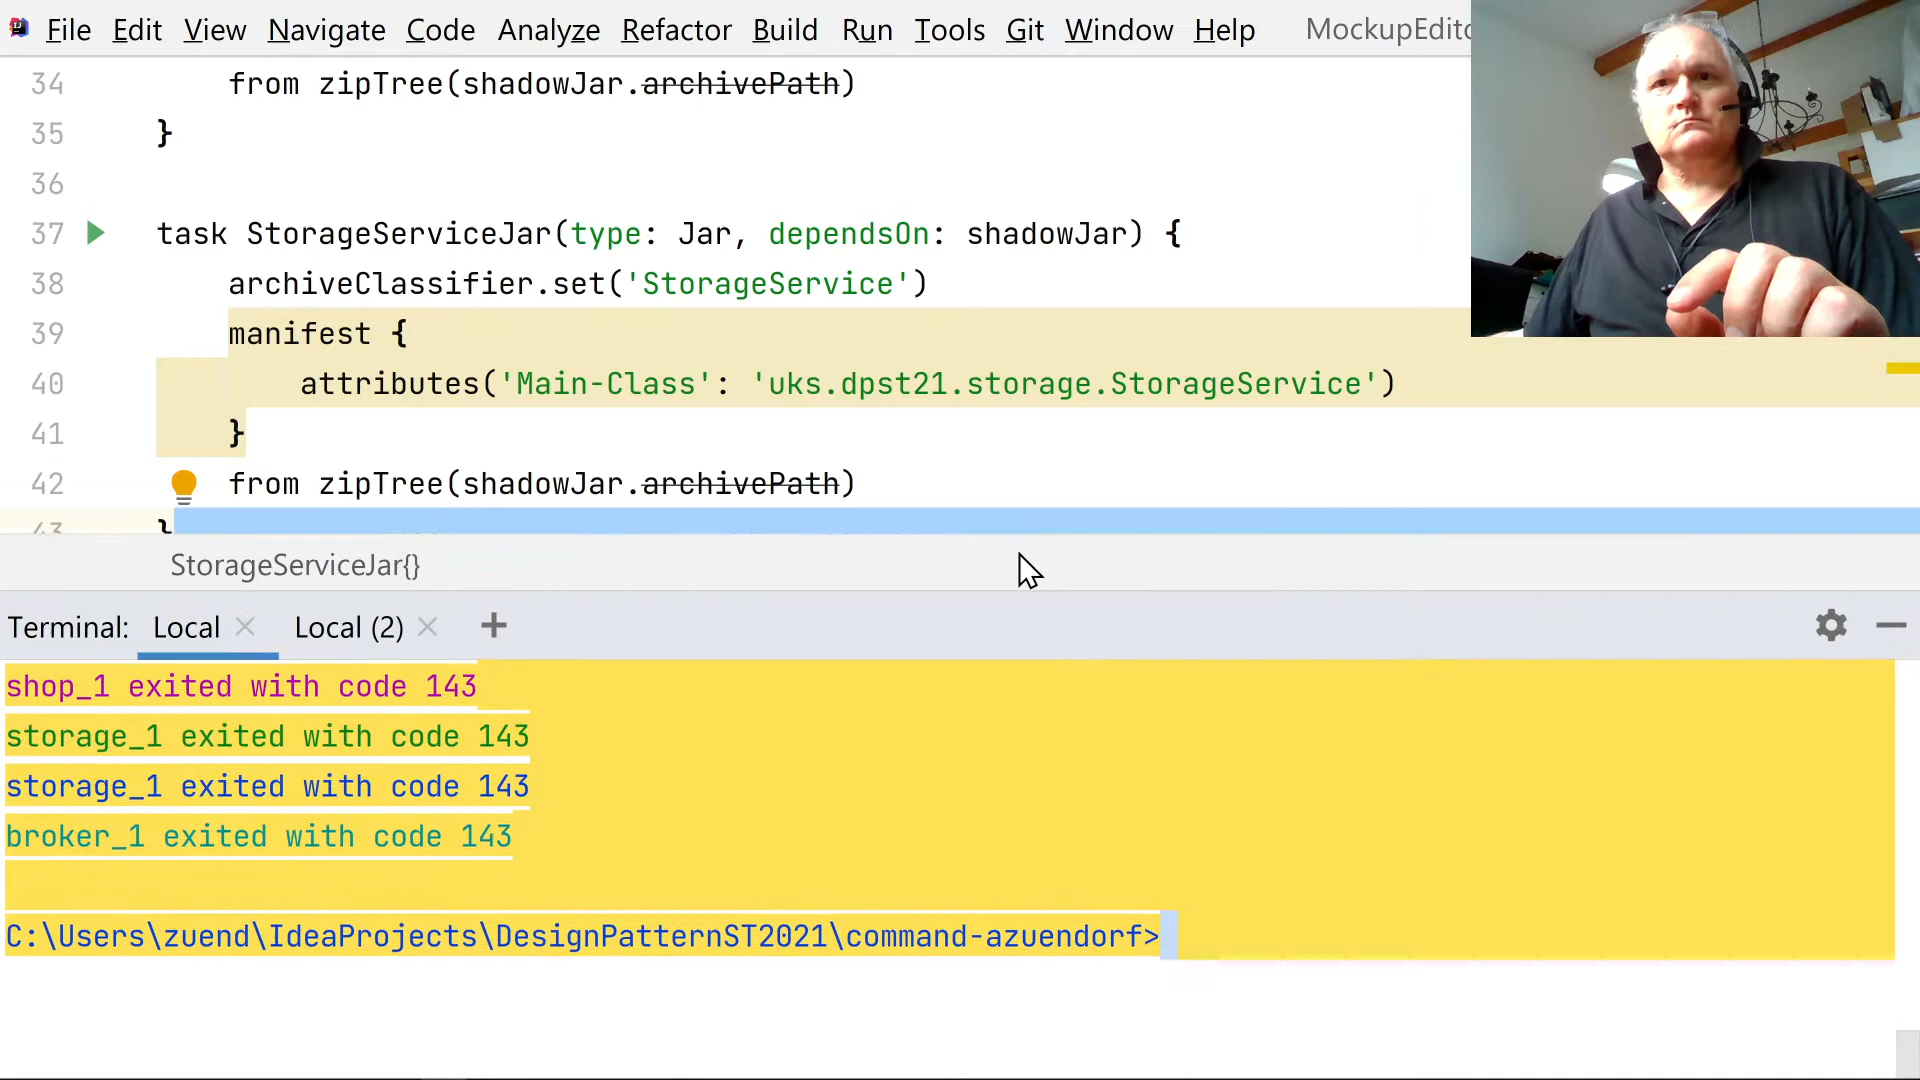 File Edit View Navigate Code Analyze Refactor Build Run Tools Git Window Help MockupEdito
34 from zipTree(shadowJar.archivePath)
35 }
36
37 task StorageServiceJar(type: Jar, dependsOn: shadowJar) {
38 archiveClassifier.set('StorageService')
39 manifest {
40 attributes('Main-Class': 'uks.dpst21.storage.StorageService')
41 }
42 from zipTree(shadowJar.archivePath)
43 }
StorageServiceJar{}
Terminal: Local Local (2)
shop_1 exited with code 143
storage_1 exited with code 143
storage_1 exited with code 143
broker_1 exited with code 143
C:\Users\zuend\IdeaProjects\DesignPatternST2021\command-azuendorf>